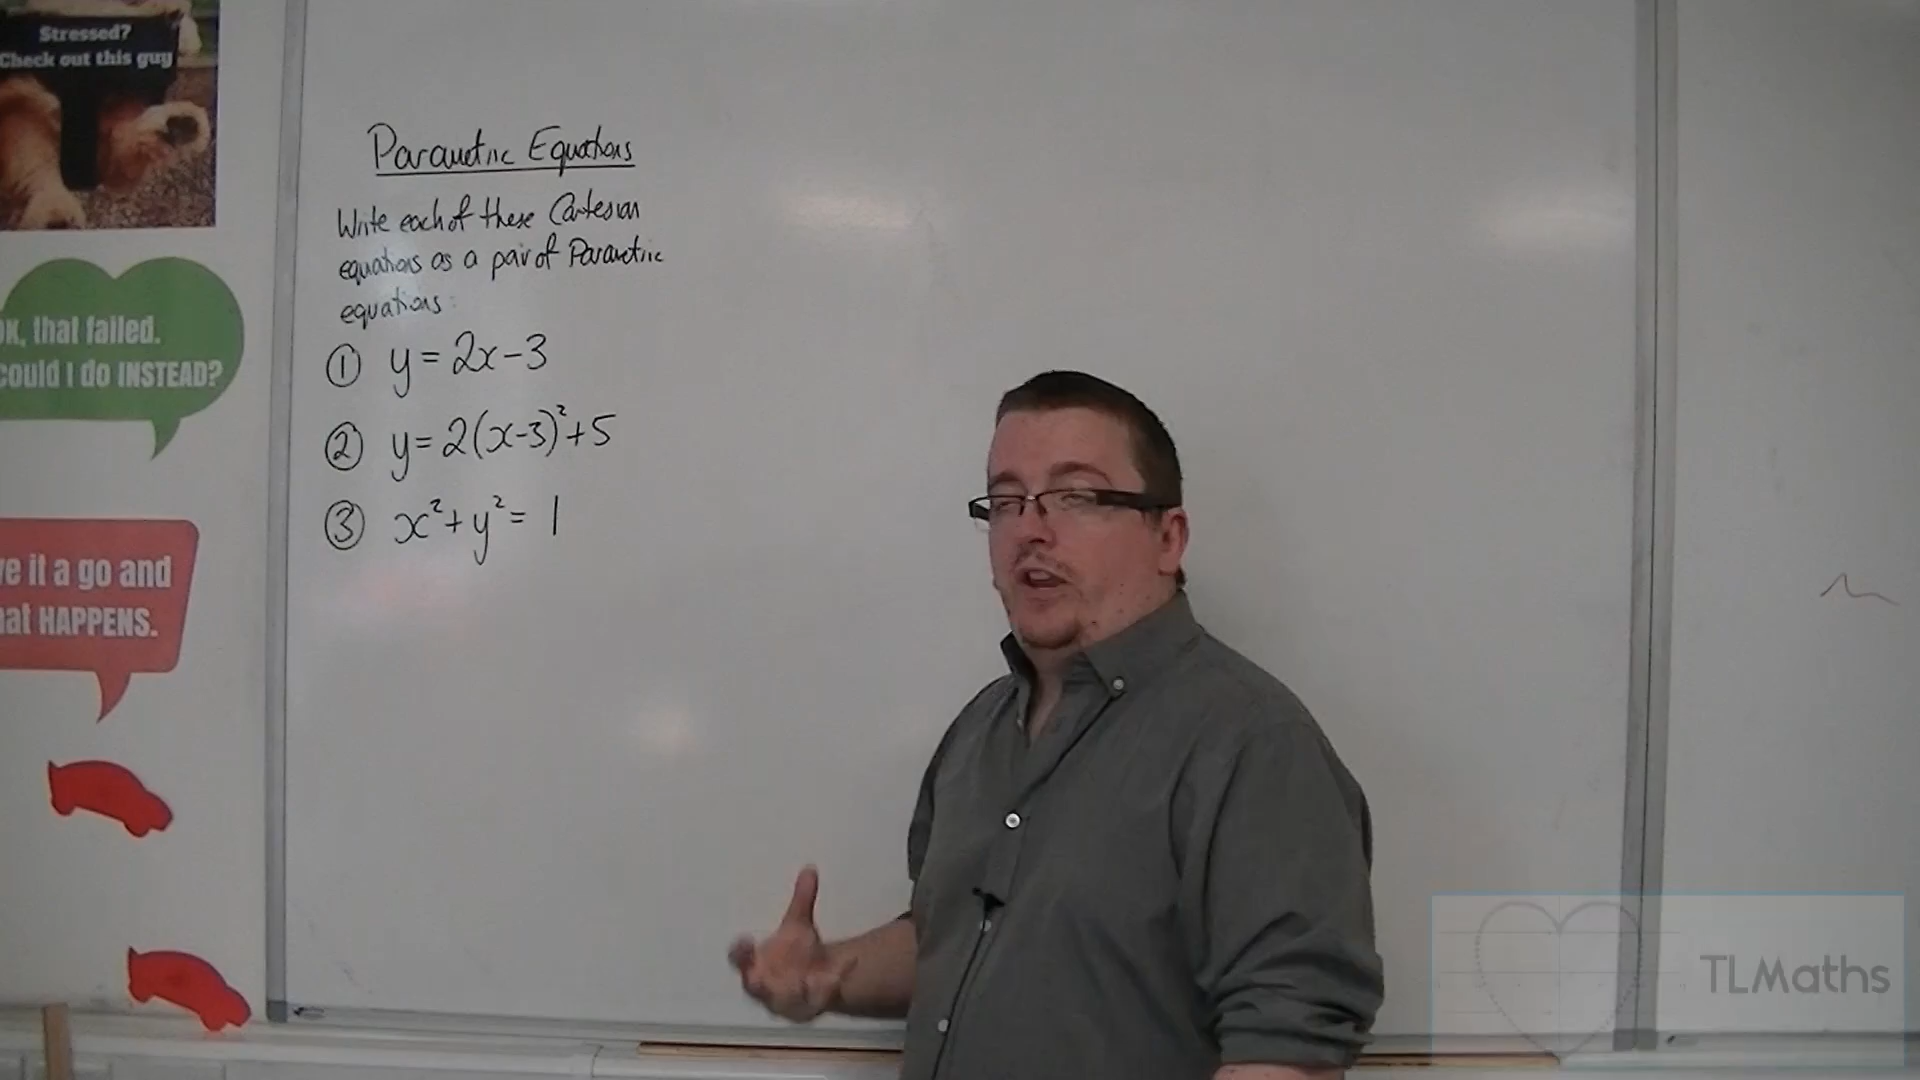 Stressed?
Check out this guy
Parametric Equations
Write each of these Cartesian
equations as a pair of Parametric
equations:
① y = 2x - 3
② y = 2(x-3)² + 5
③ x² + y² = 1
OK, that failed.
could I do INSTEAD?
it a go and
HAPPENS.
TLMaths